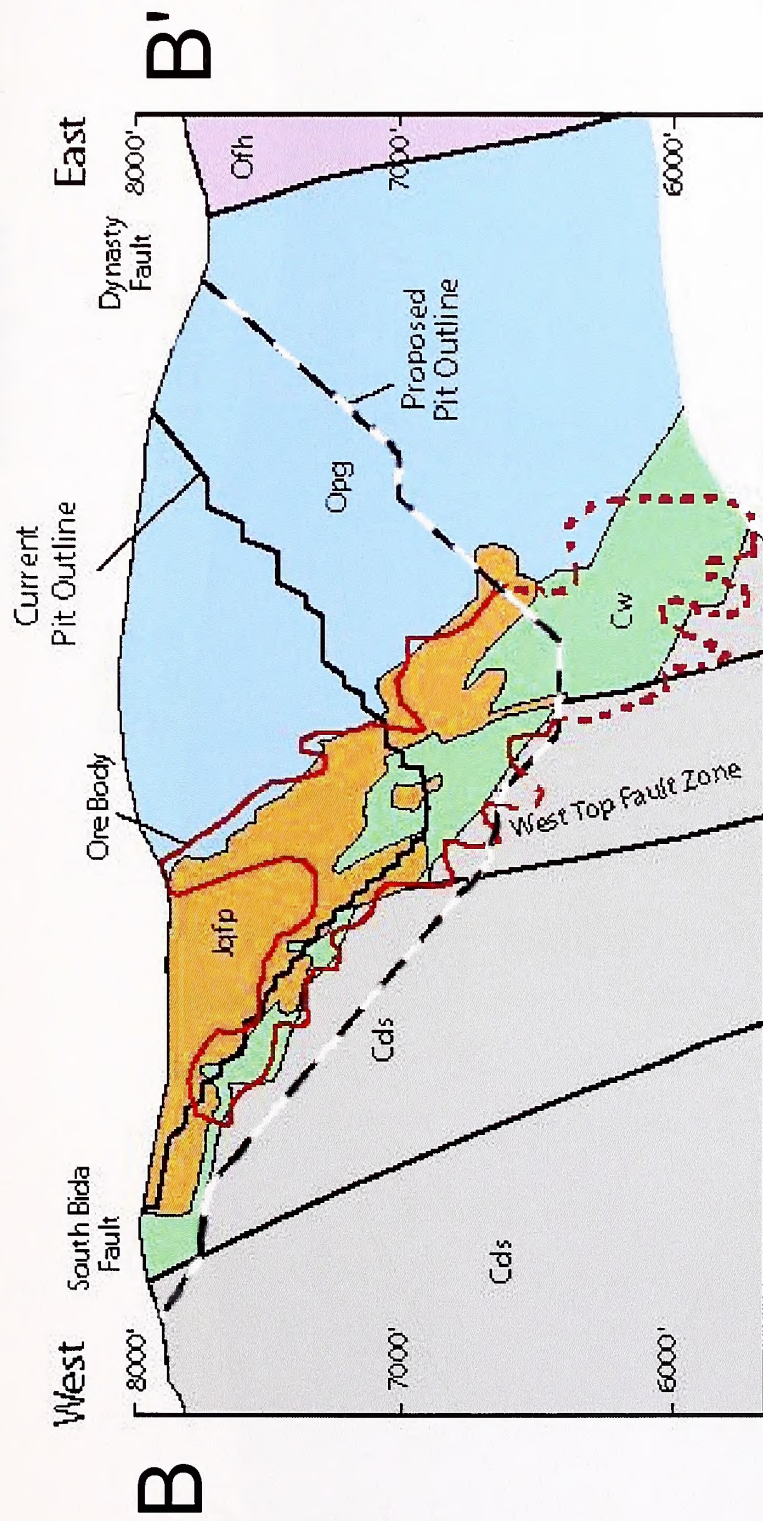 B
B'
West
East
South Bida
Fault
Ore Body
Current
Pit Outline
Dynasty
Fault
8000'
8000'
7000'
7000'
6000'
6000'
Jqfp
Opg
Ofh
Proposed
Pit Outline
Cds
Cds
Cw
West Top Fault Zone